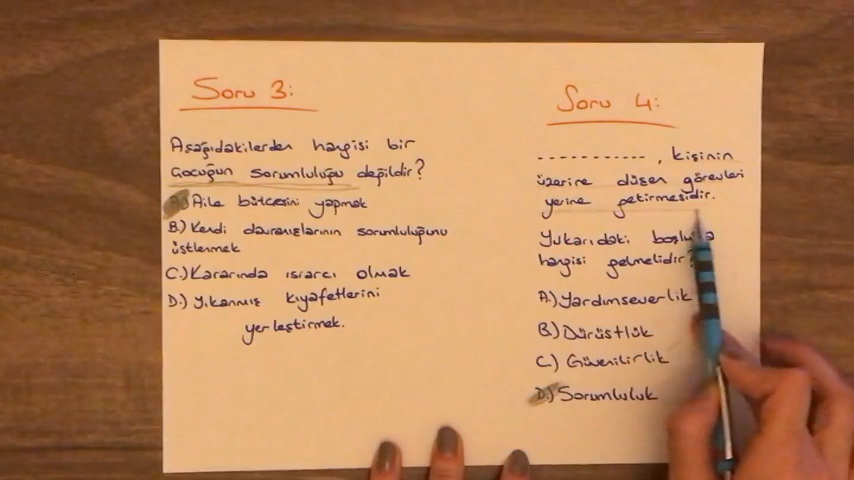 Soru 3:
Aşağıdakilerden hangisi bir
Çocuğun sorumluluğu değildir?
A) Aile bütçesini yapmak
B.) Kendi davranışlarının sorumluluğunu
üstlenmek
C.) Kararında ısrarcı olmak
D.) Yıkanmış kıyafetlerini
yerleştirmek.
Soru 4:
-----------, kişinin
üzerine düşen görevleri
yerine getirmesidir.
Yukarıdaki
hangisi gelmelidir?
A.) Yardımseverlik
B.) Dürüstlük
C.) Güvenilirlik
D.) Sorumluluk